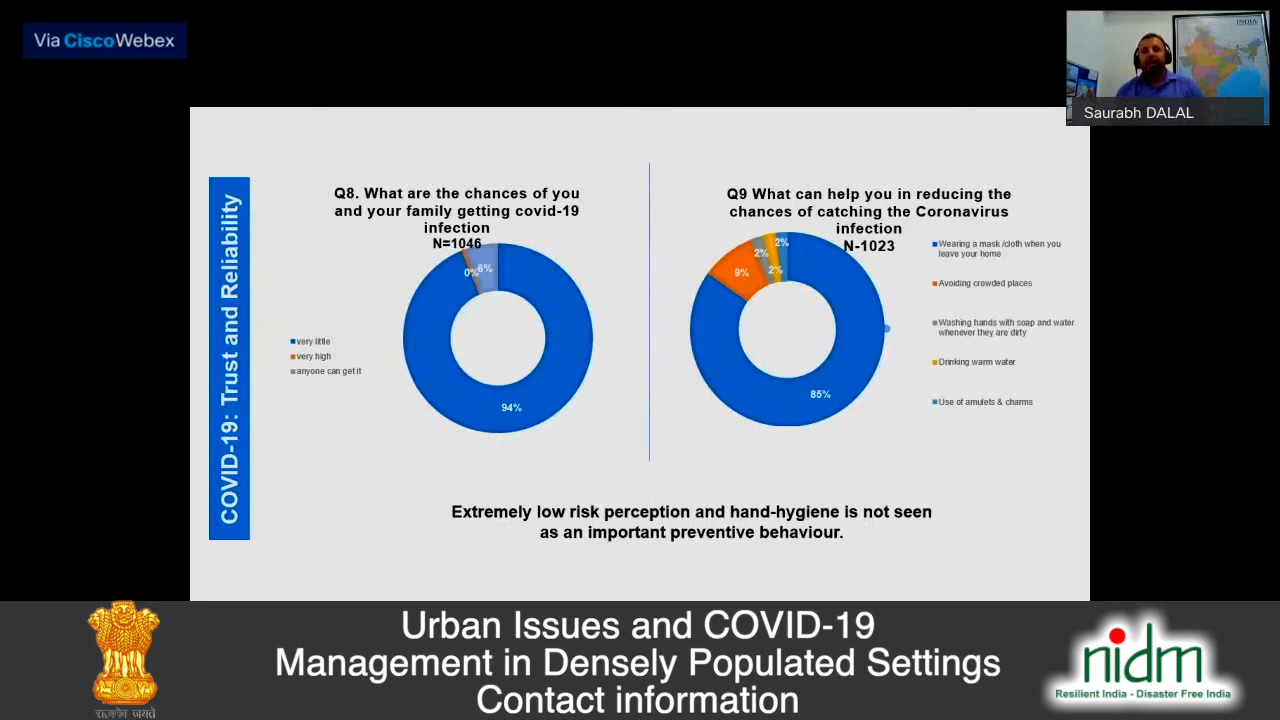 Via Cisco Webex
INDIA
Saurabh DALAL
COVID-19: Trust and Reliability
Q8. What are the chances of you
and your family getting covid-19
infection
N=1046
0%
6%
94%
very little
very high
anyone can get it
Q9 What can help you in reducing the
chances of catching the Coronavirus
infection
N-1023
2%
2%
2%
9%
85%
Wearing a mask /cloth when you
leave your home
Avoiding crowded places
Washing hands with soap and water
whenever they are dirty
Drinking warm water
Use of amulets & charms
Extremely low risk perception and hand-hygiene is not seen
as an important preventive behaviour.
Urban Issues and COVID-19
Management in Densely Populated Settings
Contact information
सत्यमेव जयते
nidm
Resilient India - Disaster Free India